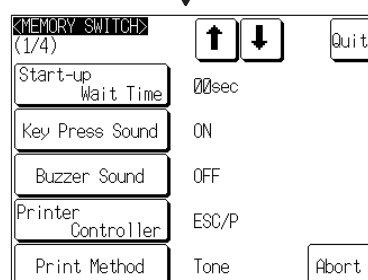 <MEMORY SWITCH>
(1/4)
Quit
Start-up
Wait Time
00sec
Key Press Sound
ON
Buzzer Sound
OFF
Printer
Controller
ESC/P
Print Method
Tone
Abort